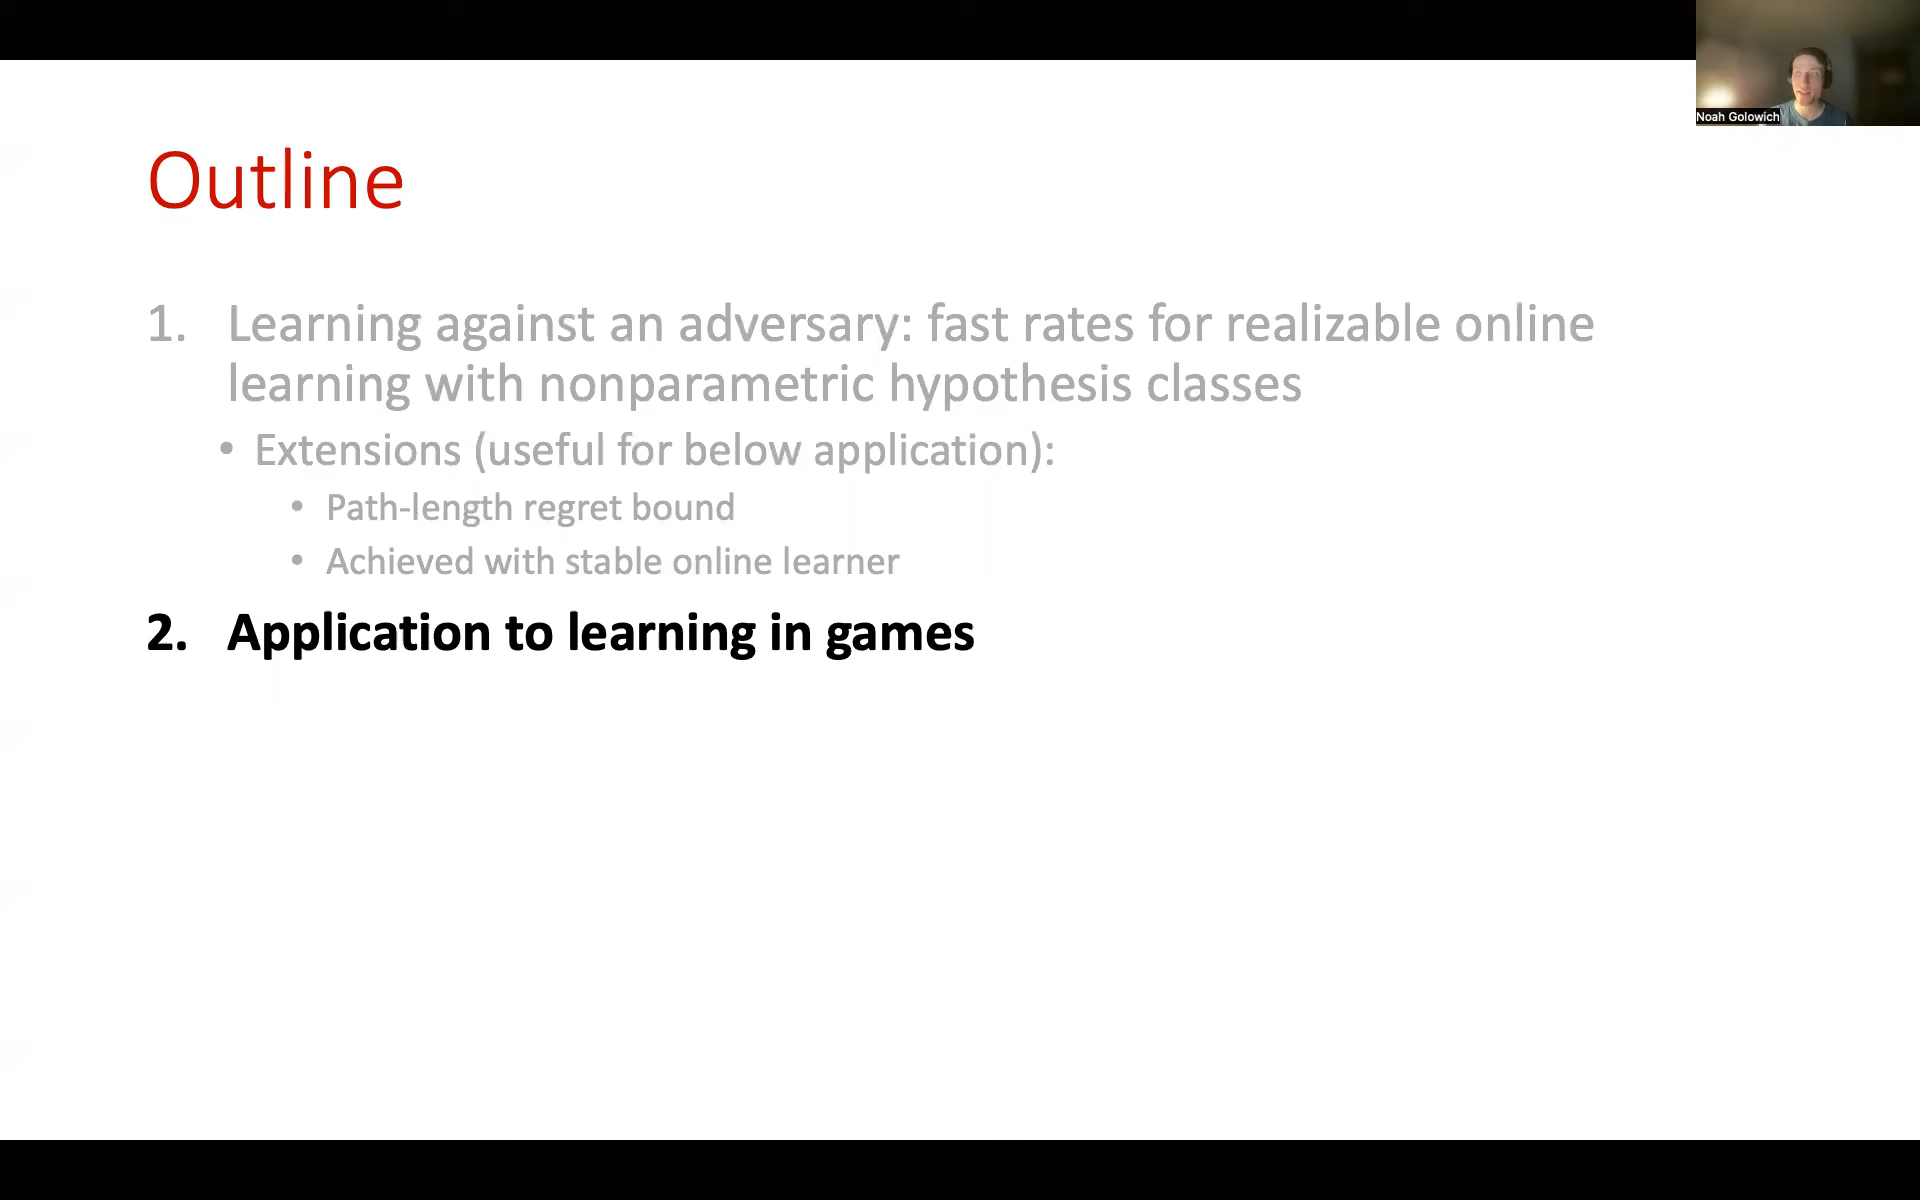 Noah Golowich
Outline
1. Learning against an adversary: fast rates for realizable online
learning with nonparametric hypothesis classes
• Extensions (useful for below application):
• Path-length regret bound
• Achieved with stable online learner
2. Application to learning in games